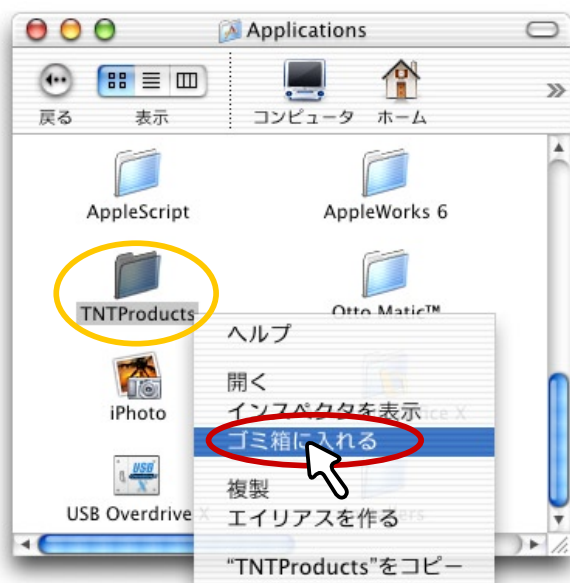 Applications
戻る
表示
コンピュータ
ホーム
AppleScript
AppleWorks 6
TNTProducts
Otto Matic™
iPhoto
USB Overdrive X
ヘルプ
開く
インスペクタを表示
ゴミ箱に入れる
複製
エイリアスを作る
“TNTProducts”をコピー